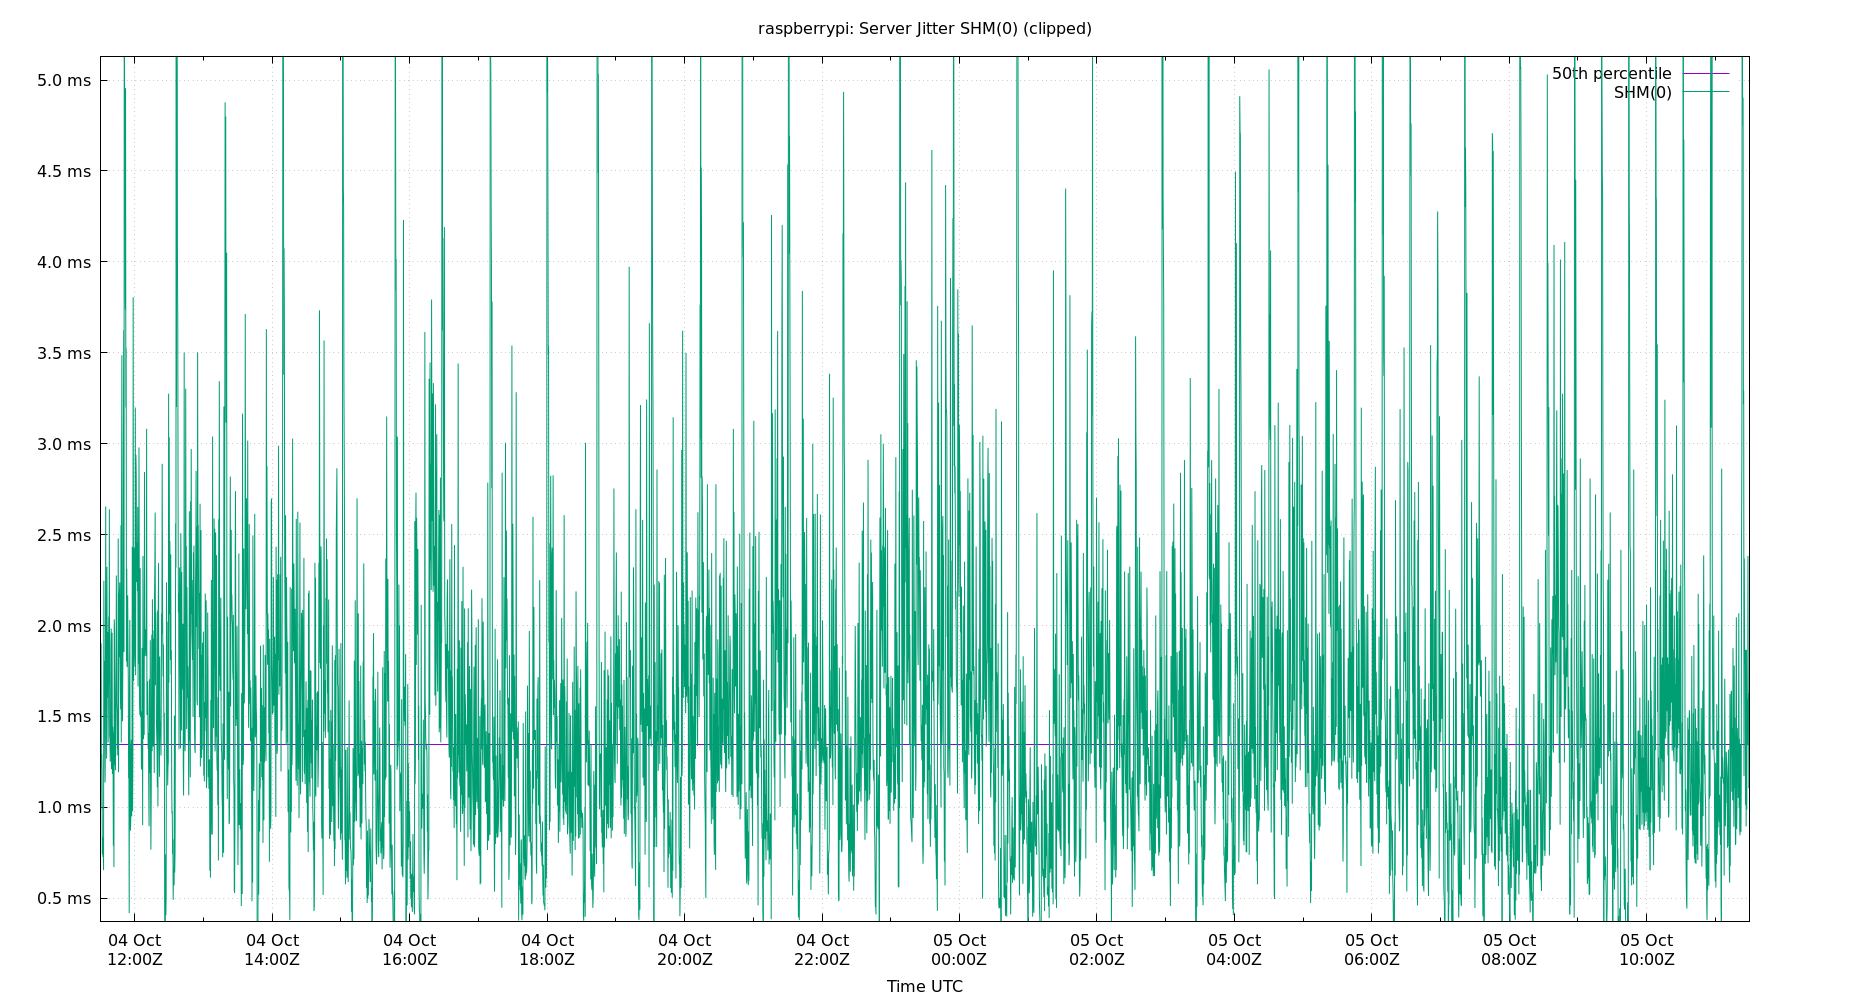 raspberrypi: Server Jitter SHM(0) (clipped)
50th percentile
SHM(0)
5.0 ms
4.5 ms
4.0 ms
3.5 ms
3.0 ms
2.5 ms
2.0 ms
1.5 ms
1.0 ms
0.5 ms
04 Oct 04 Oct 04 Oct 04 Oct 04 Oct 04 Oct 05 Oct 05 Oct 05 Oct 05 Oct 05 Oct 05 Oct
12:00Z 14:00Z 16:00Z 18:00Z 20:00Z 22:00Z 00:00Z 02:00Z 04:00Z 06:00Z 08:00Z 10:00Z
Time UTC